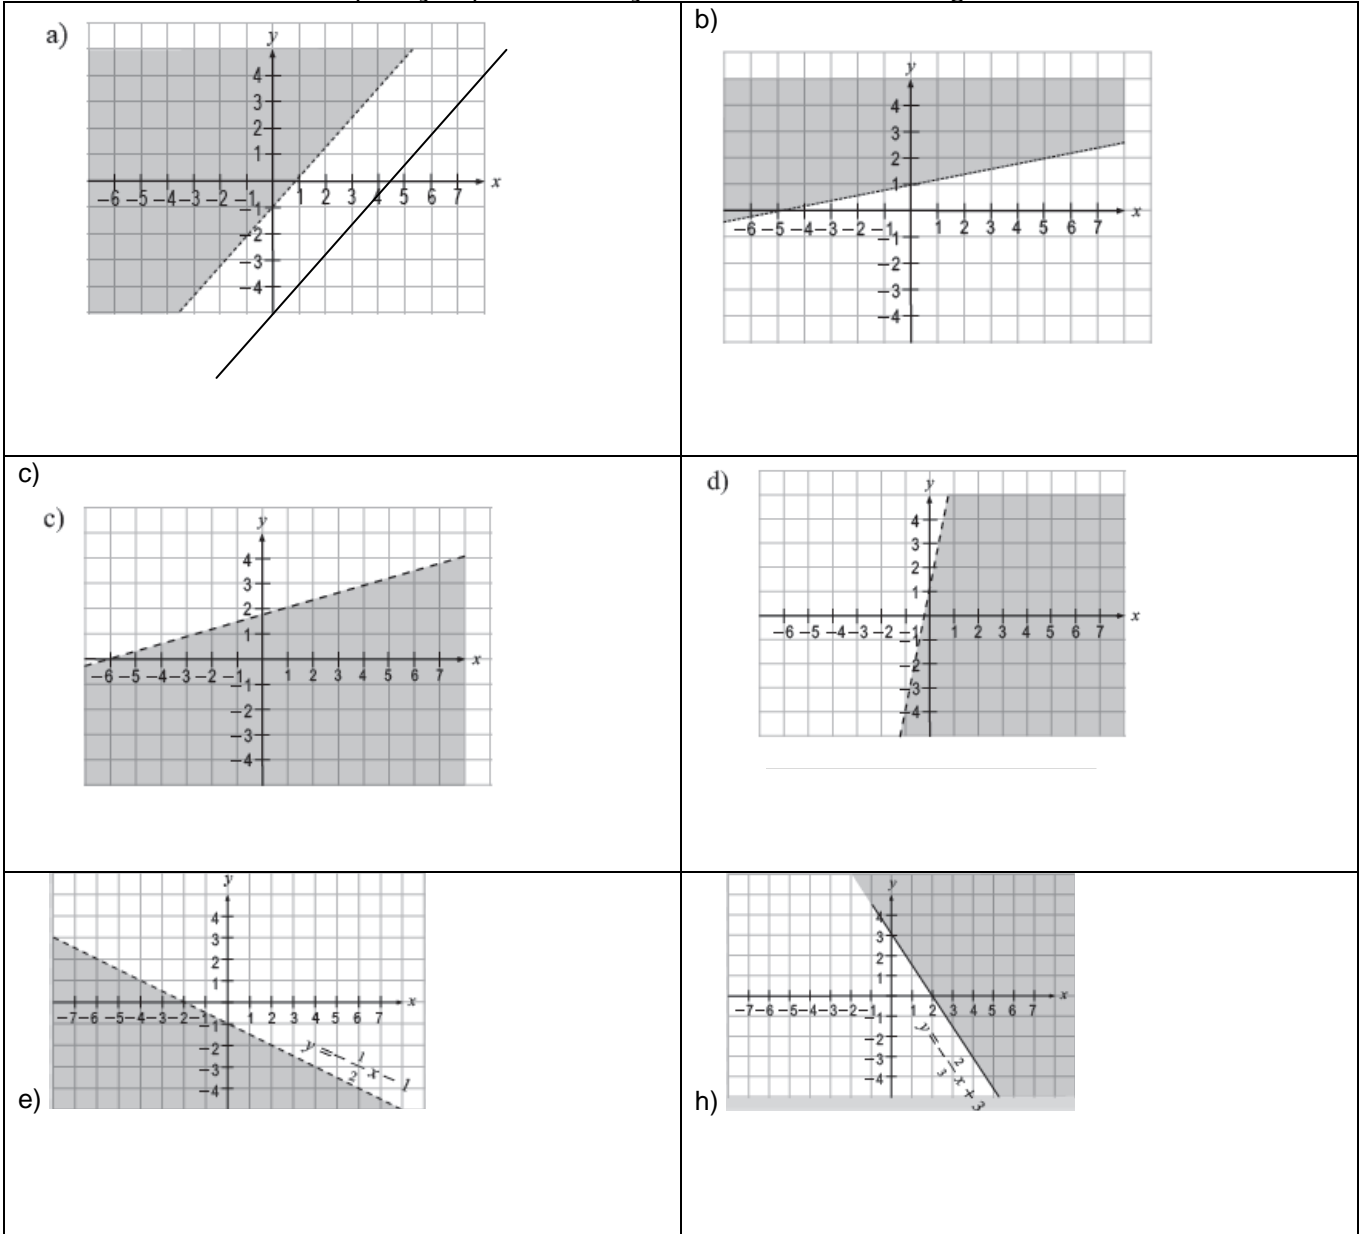 a)
y
4
3
2
1
–6 –5 –4 –3 –2 –1 1 2 3 4 5 6 7 x
–1
–2
–3
–4
b)
y
4
3
2
1
–6 –5 –4 –3 –2 –1 1 2 3 4 5 6 7 x
–1
–2
–3
–4
c)
c)
y
4
3
2
1
–6 –5 –4 –3 –2 –1 1 2 3 4 5 6 7 x
–1
–2
–3
–4
d)
y
4
3
2
1
–6 –5 –4 –3 –2 –1 1 2 3 4 5 6 7 x
–1
–2
–3
–4
e)
y
4
3
2
1
–7 –6 –5 –4 –3 –2 –1 1 2 3 4 5 6 7 x
–1
–2
–3
–4
y = – 1/2 x – 1
h)
y
4
3
2
1
–7 –6 –5 –4 –3 –2 –1 1 2 3 4 5 6 7 x
–1
–2
–3
–4
y = – 2/3 x + 3